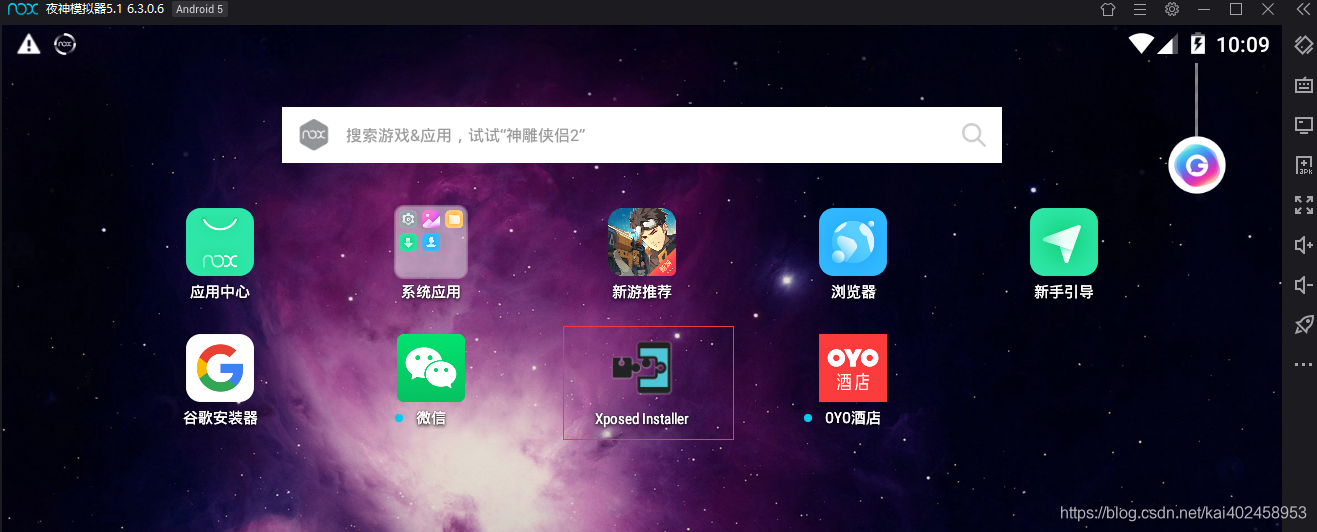 nox 夜神模拟器5.1 6.3.0.6 Android 5
nox 10:09
nox 搜索游戏&应用，试试“神雕侠侣2”
3PK
nox
应用中心
系统应用
新游推荐
浏览器
新手引导
OYO
酒店
谷歌安装器
微信
Xposed Installer
OYO酒店
https://blog.csdn.net/kai402458953